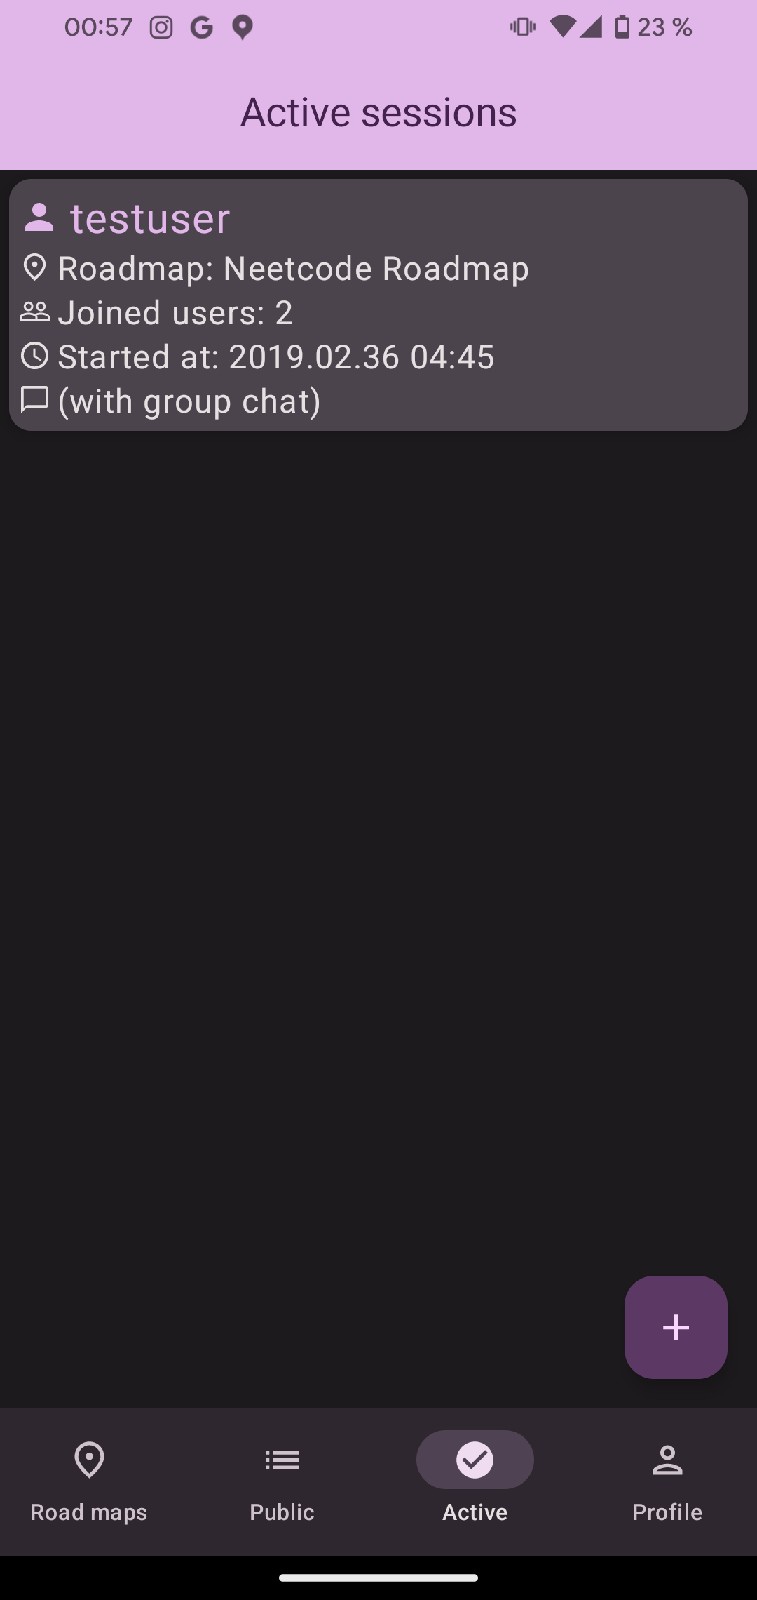 00:57 23 %
Active sessions
testuser
Roadmap: Neetcode Roadmap
Joined users: 2
Started at: 2019.02.36 04:45
(with group chat)
+
Road maps Public Active Profile